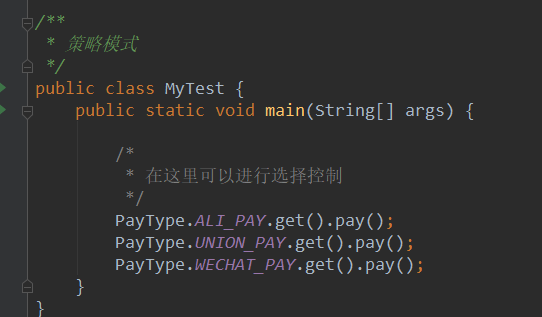 /**
* 策略模式
*/
public class MyTest {
public static void main(String[] args) {
/*
* 在这里可以进行选择控制
*/
PayType.ALI_PAY.get().pay();
PayType.UNION_PAY.get().pay();
PayType.WECHAT_PAY.get().pay();
}
}